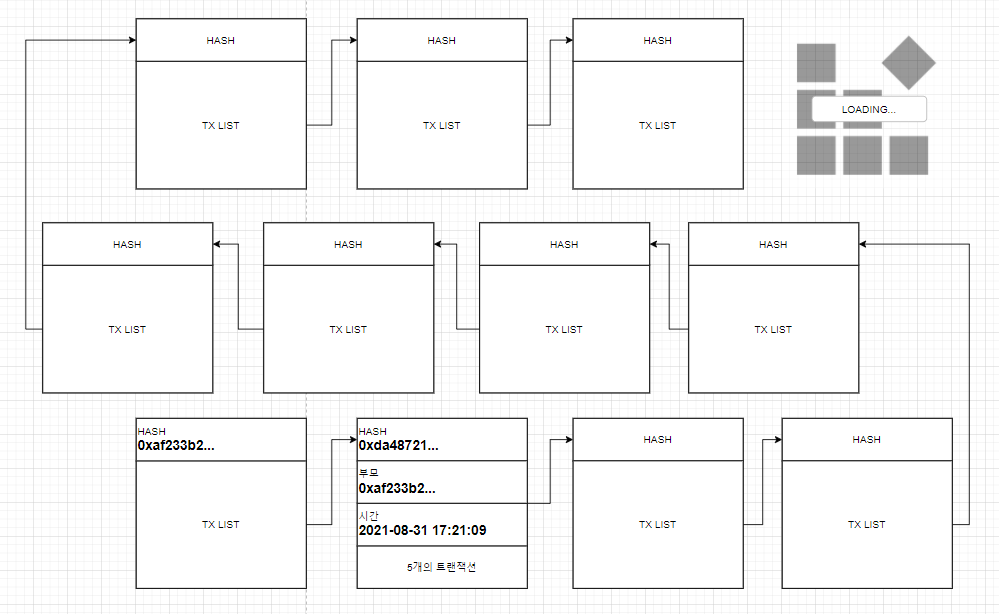 HASH
TX LIST
HASH
TX LIST
HASH
TX LIST
LOADING...
HASH
TX LIST
HASH
TX LIST
HASH
TX LIST
HASH
TX LIST
HASH
0xaf233b2...
TX LIST
HASH
0xda48721...
부모
0xaf233b2...
시간
2021-08-31 17:21:09
5개의 트랜잭션
HASH
TX LIST
HASH
TX LIST